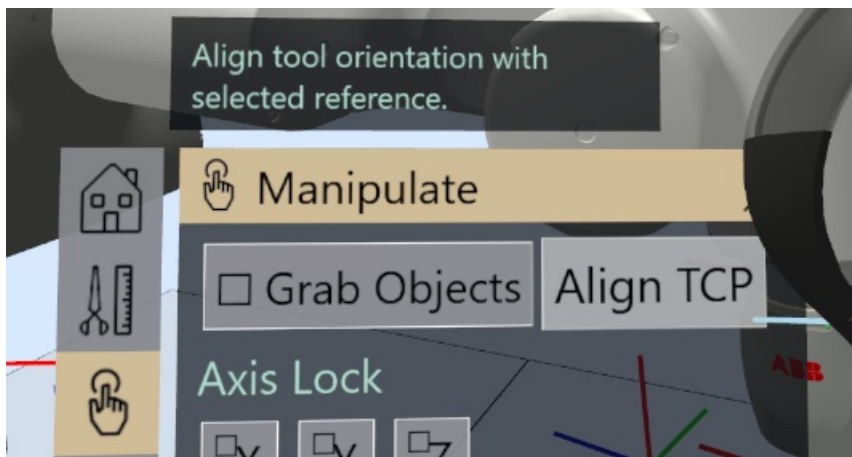 Align tool orientation with
selected reference.
Manipulate
Grab Objects Align TCP
ABB
Axis Lock